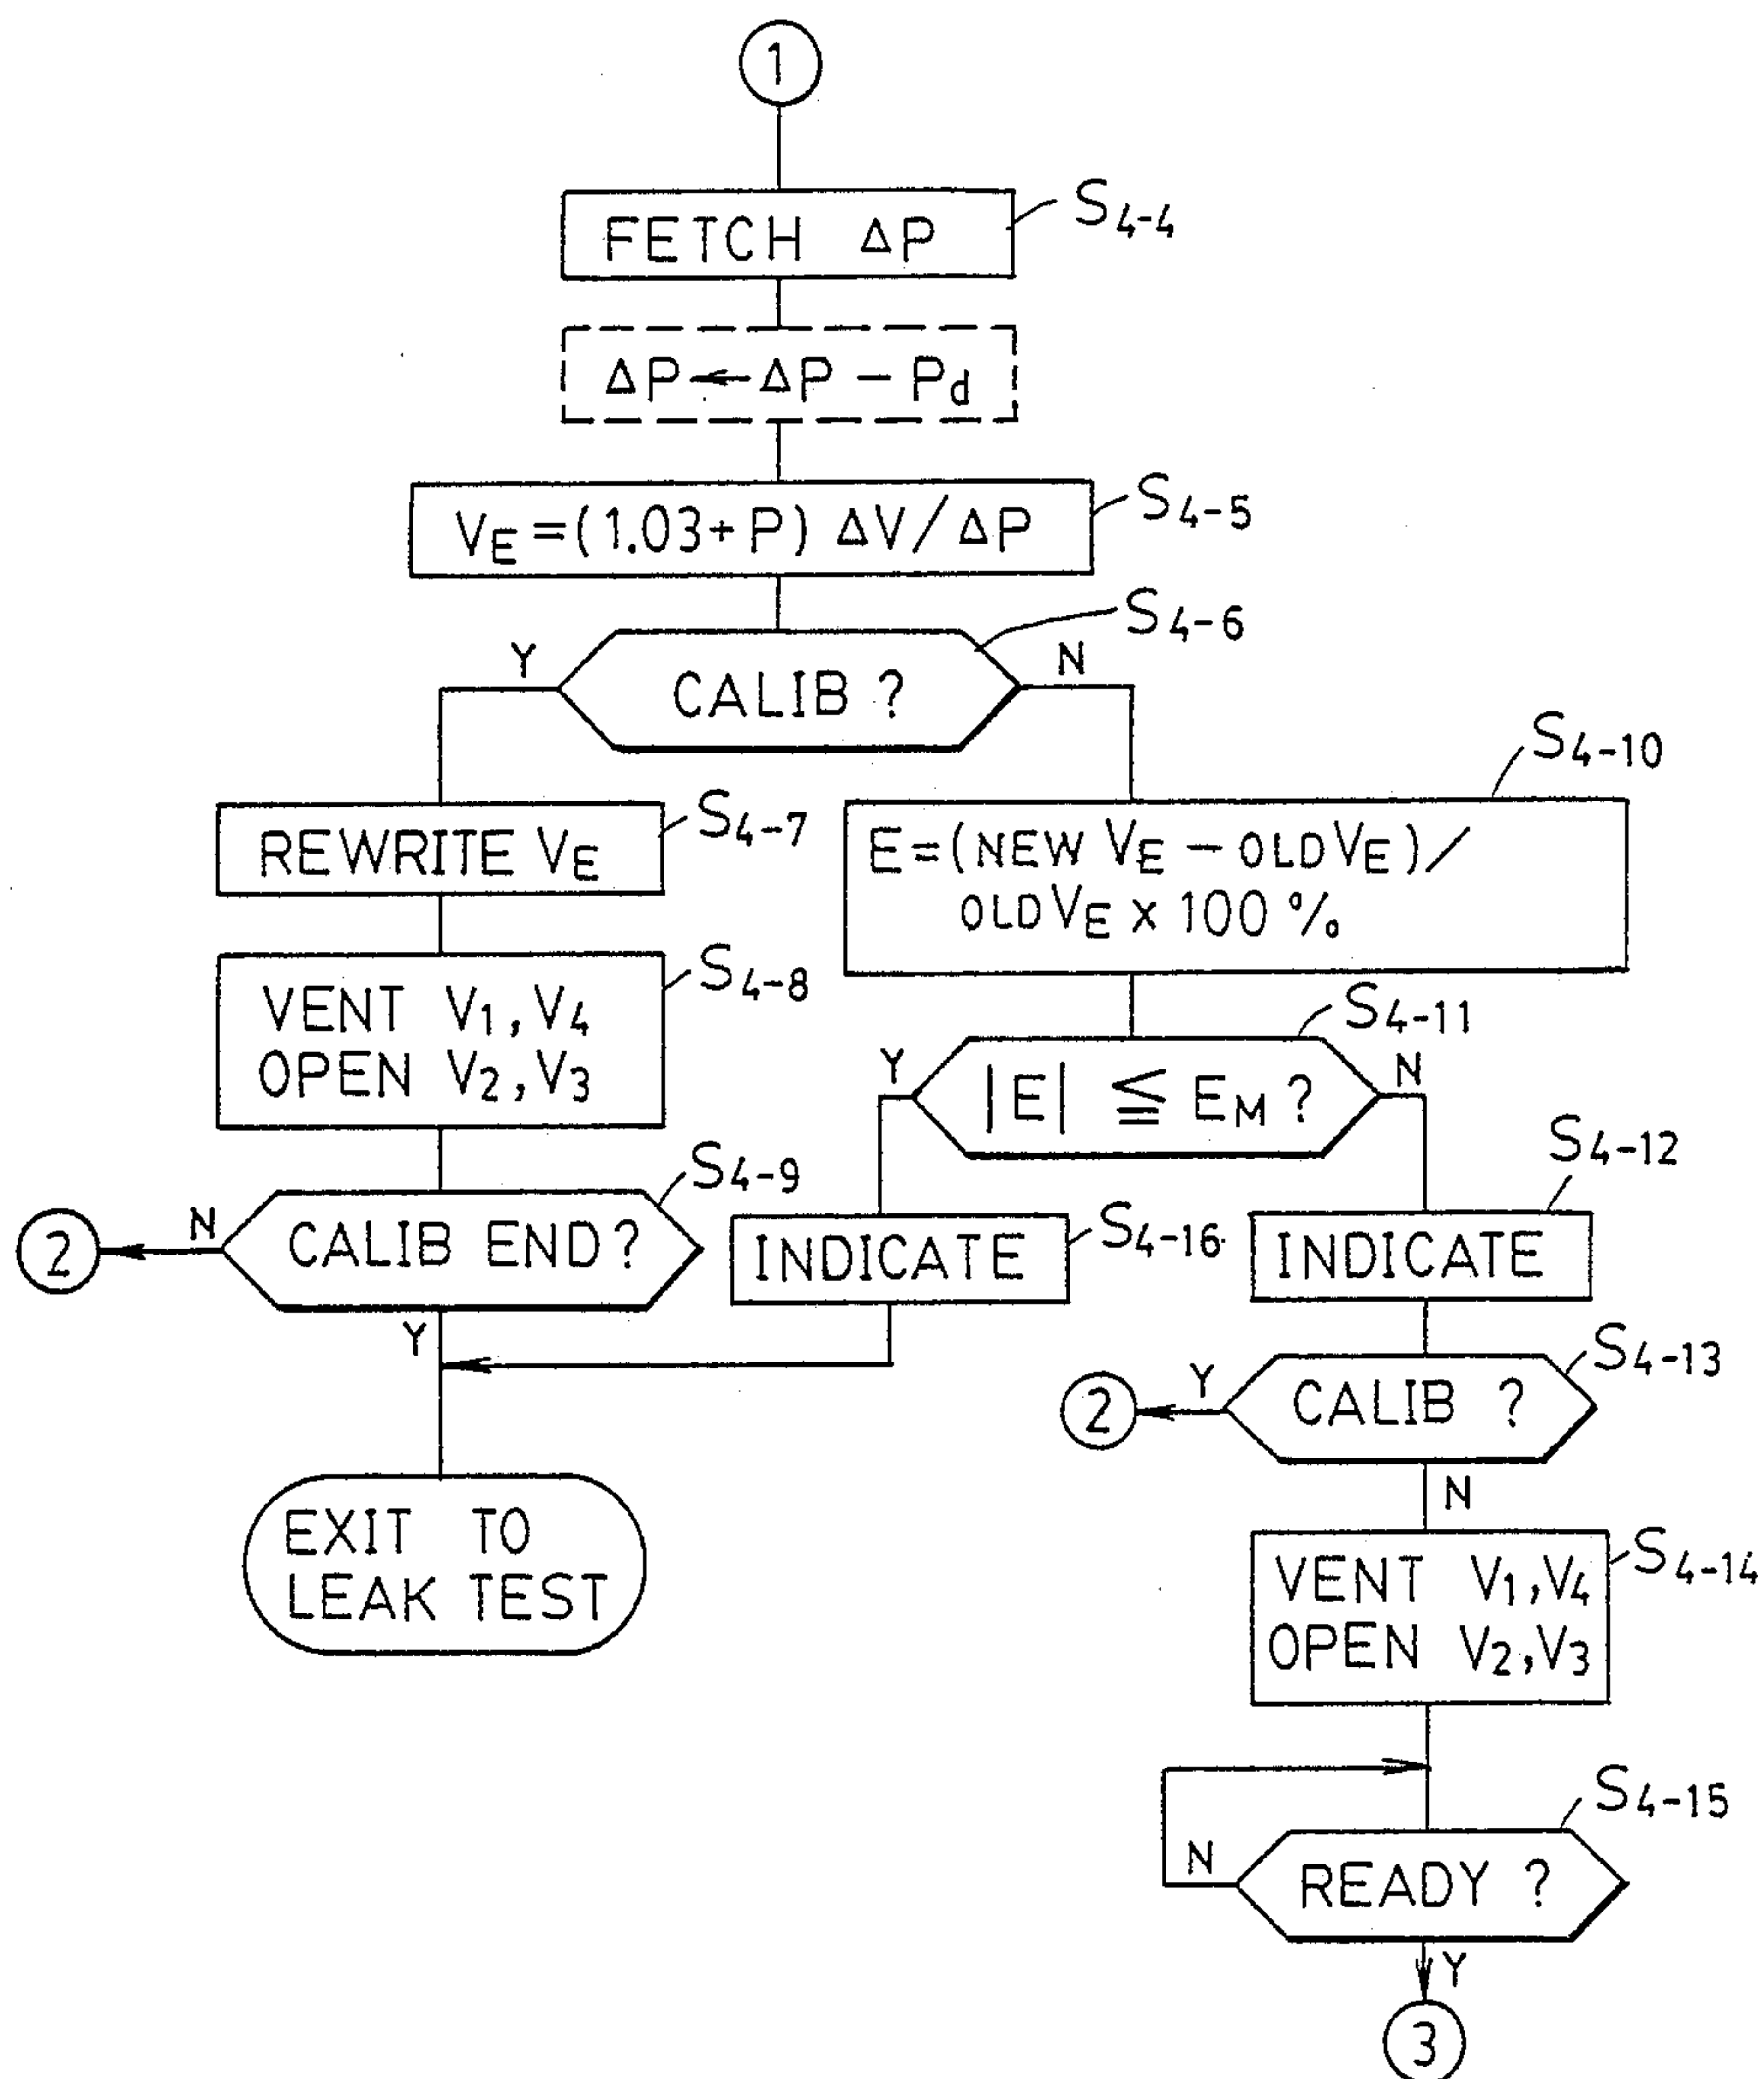 1
FETCH ΔP
S4-4
ΔP ← ΔP − Pd
VE = (1.03 + P) ΔV / ΔP
S4-5
CALIB ?
S4-6
Y
N
REWRITE VE
S4-7
VENT V1, V4
OPEN V2, V3
S4-8
CALIB END?
S4-9
N
2
Y
EXIT TO
LEAK TEST
E = (NEW VE − OLD VE) /
OLD VE x 100 %
S4-10
|E| ≦ EM ?
S4-11
Y
N
INDICATE
S4-16
INDICATE
S4-12
CALIB ?
S4-13
Y
2
N
VENT V1, V4
OPEN V2, V3
S4-14
READY ?
S4-15
N
Y
3